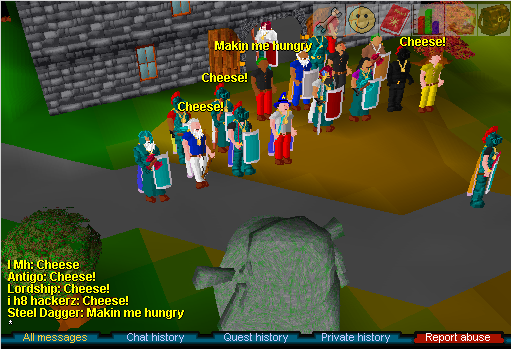 Makin me hungry
Cheese!
Cheese!
Cheese!
I Mh: Cheese
Antigo: Cheese!
Lordship: Cheese!
i h8 hackerz: Cheese!
Steel Dagger: Makin me hungry
*
All messages
Chat history
Quest history
Private history
Report abuse